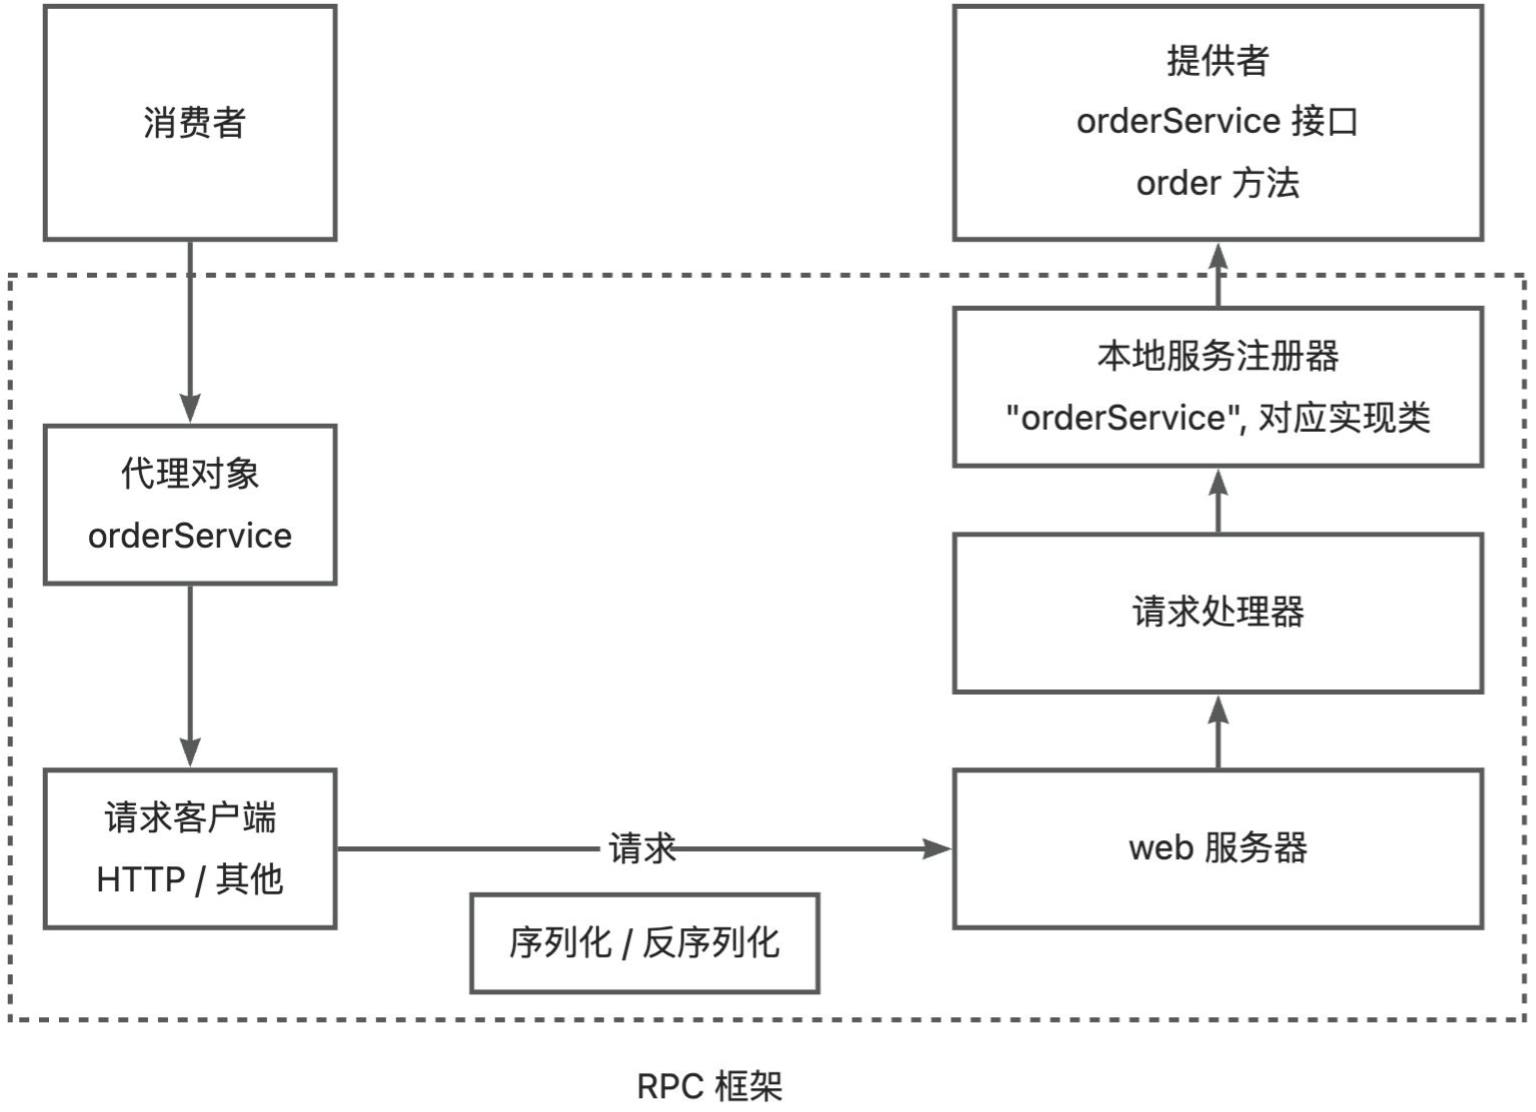 消费者
提供者
orderService 接口
order 方法
代理对象
orderService
本地服务注册器
"orderService", 对应实现类
请求处理器
请求客户端
HTTP / 其他
请求
web 服务器
序列化 / 反序列化
RPC 框架